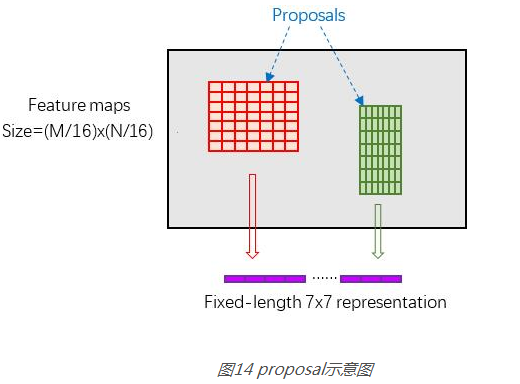 Proposals
Feature maps
Size=(M/16)x(N/16)
......
Fixed-length 7x7 representation
图14 proposal示意图